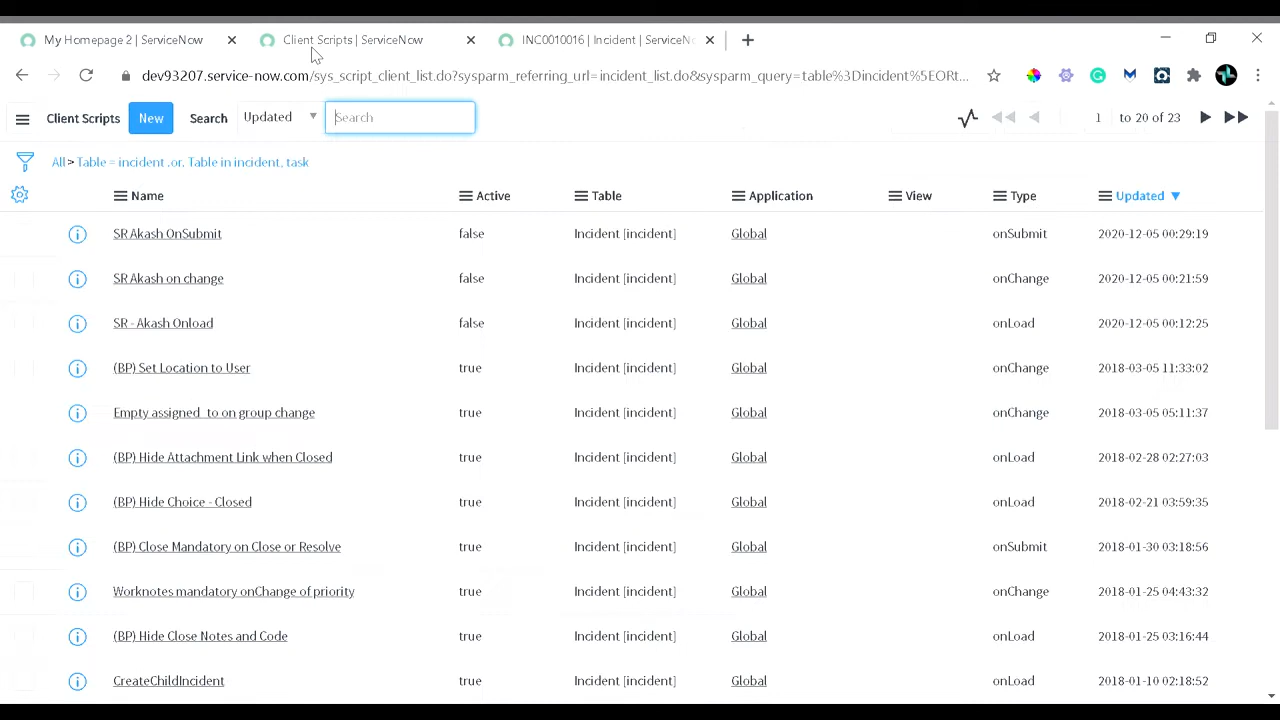 My Homepage 2 | ServiceNow
Client Scripts | ServiceNow
INC0010016 | Incident | ServiceN
dev93207.service-now.com/sys_script_client_list.do?sysparm_referring_url=incident_list.do&sysparm_query=table%3Dincident%5EORt...
Client Scripts New Search Updated Search 1 to 20 of 23
All > Table = incident .or. Table in incident, task
Name Active Table Application View Type Updated
SR Akash OnSubmit false Incident [incident] Global onSubmit 2020-12-05 00:29:19
SR Akash on change false Incident [incident] Global onChange 2020-12-05 00:21:59
SR - Akash Onload false Incident [incident] Global onLoad 2020-12-05 00:12:25
(BP) Set Location to User true Incident [incident] Global onChange 2018-03-05 11:33:02
Empty assigned_to on group change true Incident [incident] Global onChange 2018-03-05 05:11:37
(BP) Hide Attachment Link when Closed true Incident [incident] Global onLoad 2018-02-28 02:27:03
(BP) Hide Choice - Closed true Incident [incident] Global onLoad 2018-02-21 03:59:35
(BP) Close Mandatory on Close or Resolve true Incident [incident] Global onSubmit 2018-01-30 03:18:56
Worknotes mandatory onChange of priority true Incident [incident] Global onChange 2018-01-25 04:43:32
(BP) Hide Close Notes and Code true Incident [incident] Global onLoad 2018-01-25 03:16:44
CreateChildIncident true Incident [incident] Global onLoad 2018-01-10 02:18:52